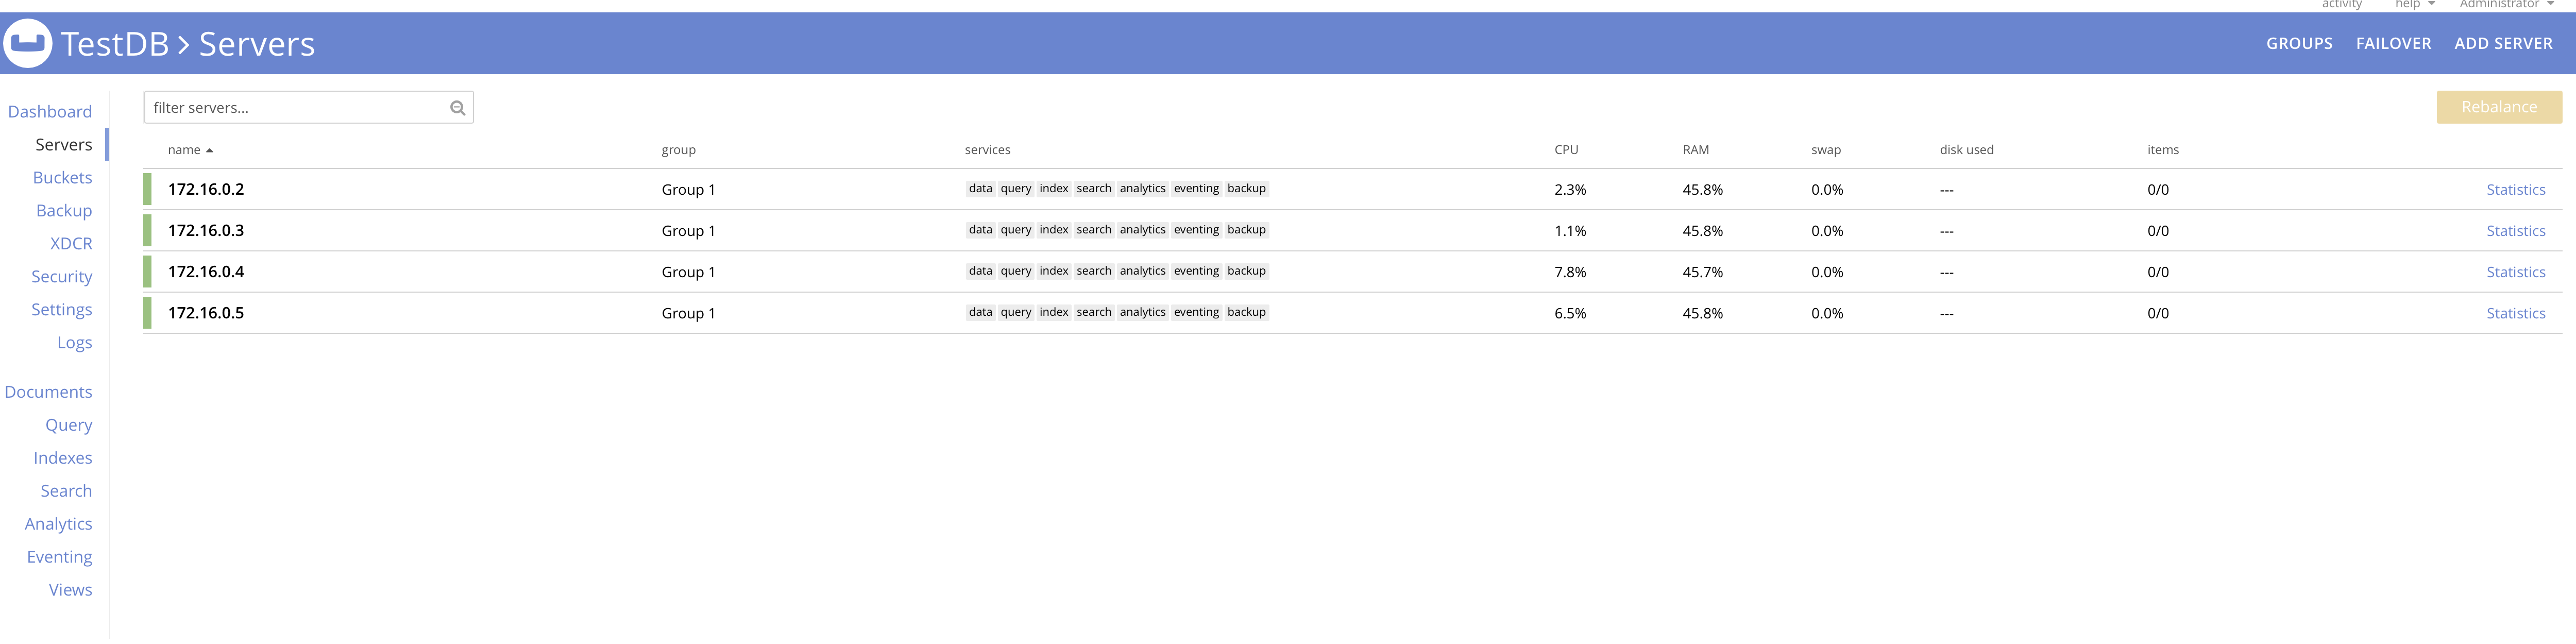 activity help Administrator
TestDB > Servers GROUPS FAILOVER ADD SERVER
filter servers... Rebalance
Dashboard
Servers
Buckets
Backup
XDCR
Security
Settings
Logs
Documents
Query
Indexes
Search
Analytics
Eventing
Views
name group services CPU RAM swap disk used items
172.16.0.2 Group 1 data query index search analytics eventing backup 2.3% 45.8% 0.0% --- 0/0 Statistics
172.16.0.3 Group 1 data query index search analytics eventing backup 1.1% 45.8% 0.0% --- 0/0 Statistics
172.16.0.4 Group 1 data query index search analytics eventing backup 7.8% 45.7% 0.0% --- 0/0 Statistics
172.16.0.5 Group 1 data query index search analytics eventing backup 6.5% 45.8% 0.0% --- 0/0 Statistics